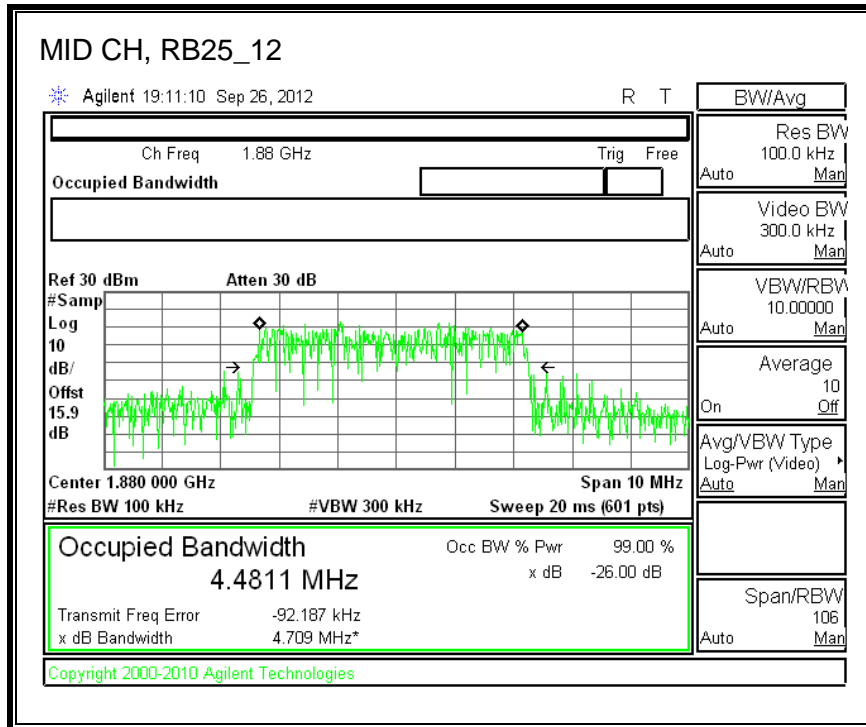 MID CH, RB25_12
Agilent 19:11:10 Sep 26, 2012 R T
Ch Freq 1.88 GHz Trig Free
Occupied Bandwidth
Ref 30 dBm Atten 30 dB
#Samp
Log
10
dB/
Offst
15.9
dB
Center 1.880 000 GHz Span 10 MHz
#Res BW 100 kHz #VBW 300 kHz Sweep 20 ms (601 pts)
Occupied Bandwidth Occ BW % Pwr 99.00 %
4.4811 MHz x dB -26.00 dB
Transmit Freq Error -92.187 kHz
x dB Bandwidth 4.709 MHz*
Copyright 2000-2010 Agilent Technologies
BW/Avg
Res BW
100.0 kHz
Auto Man
Video BW
300.0 kHz
Auto Man
VBW/RBW
10.00000
Auto Man
Average
10
On Off
Avg/VBW Type
Log-Pwr (Video)
Auto Man
Span/RBW
106
Auto Man